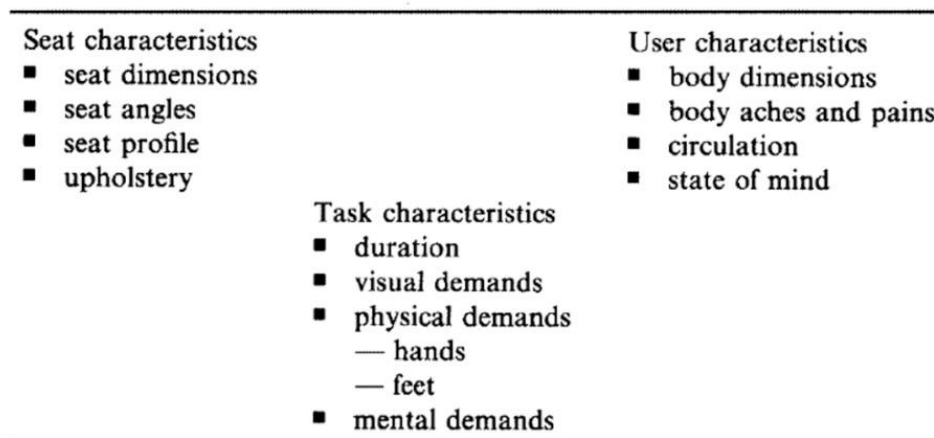 Seat characteristics
■ seat dimensions
■ seat angles
■ seat profile
■ upholstery
User characteristics
■ body dimensions
■ body aches and pains
■ circulation
■ state of mind
Task characteristics
■ duration
■ visual demands
■ physical demands
— hands
— feet
■ mental demands